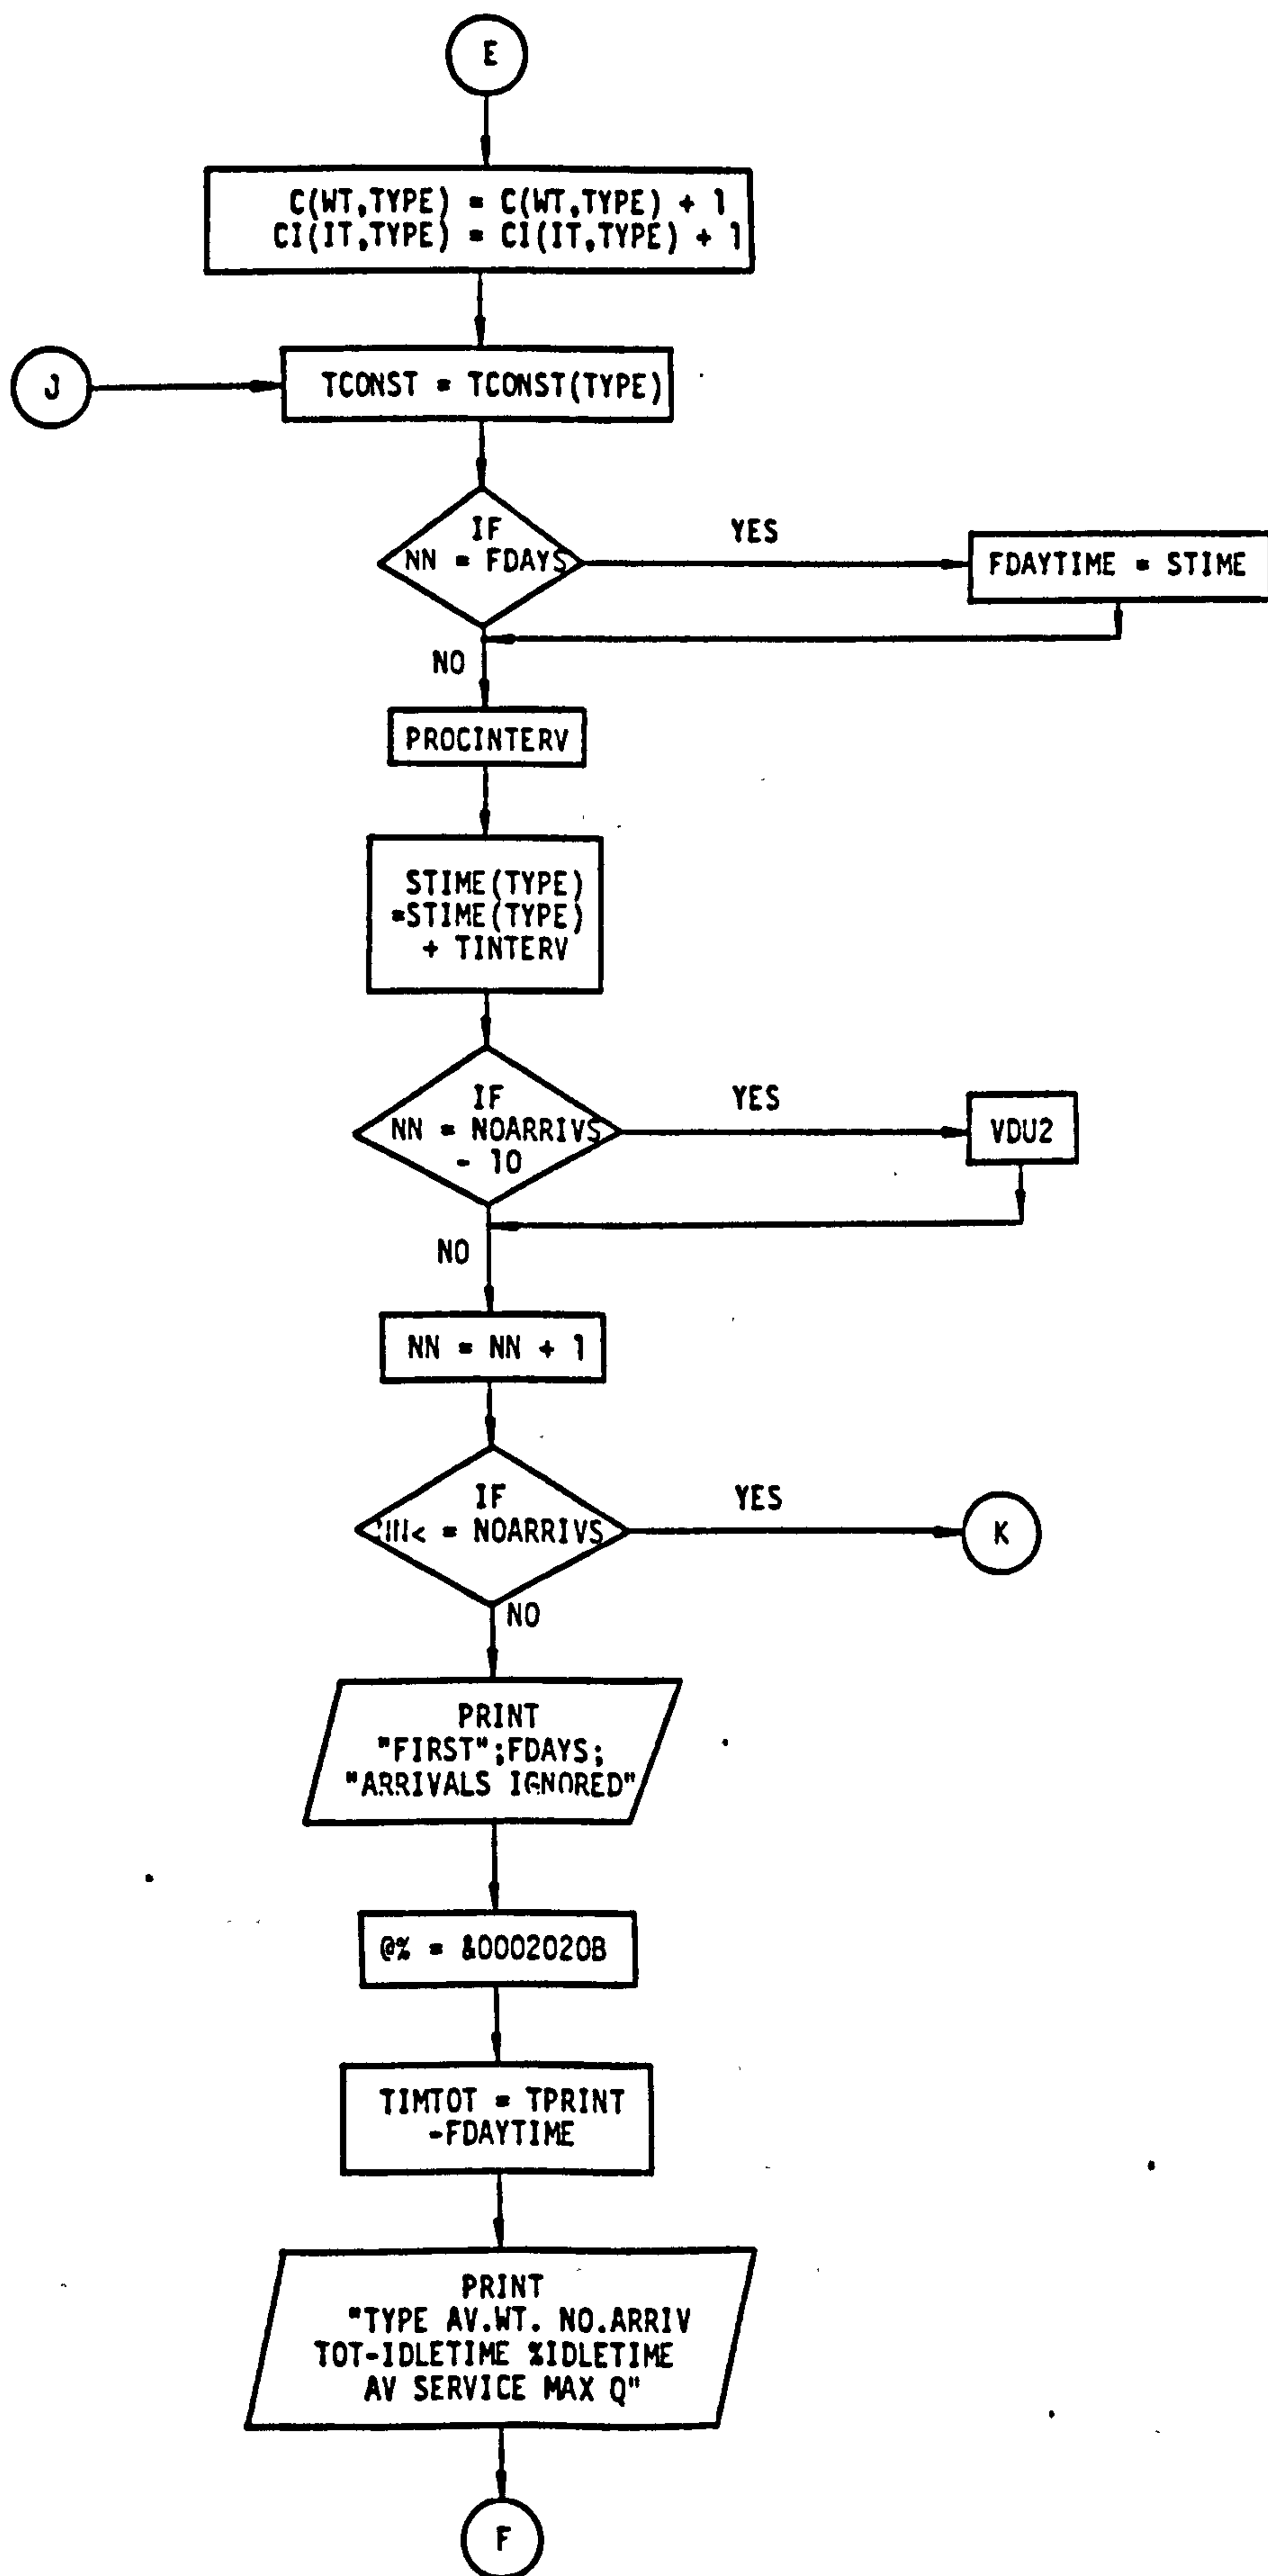 E
C(WT,TYPE) = C(WT,TYPE) + 1
CI(IT,TYPE) = CI(IT,TYPE) + 1
J
TCONST = TCONST(TYPE)
IF
NN = FDAYS
YES
FDAYTIME = STIME
NO
PROCINTERV
STIME(TYPE)
=STIME(TYPE)
+ TINTERV
IF
NN = NOARRIVS
- 10
YES
VDU2
NO
NN = NN + 1
IF
< = NOARRIVS
YES
K
NO
PRINT
"FIRST";FDAYS;
"ARRIVALS IGNORED"
@% = &0002020B
TIMTOT = TPRINT
-FDAYTIME
PRINT
"TYPE AV.WT. NO.ARRIV
TOT-IDLETIME %IDLETIME
AV SERVICE MAX Q"
F